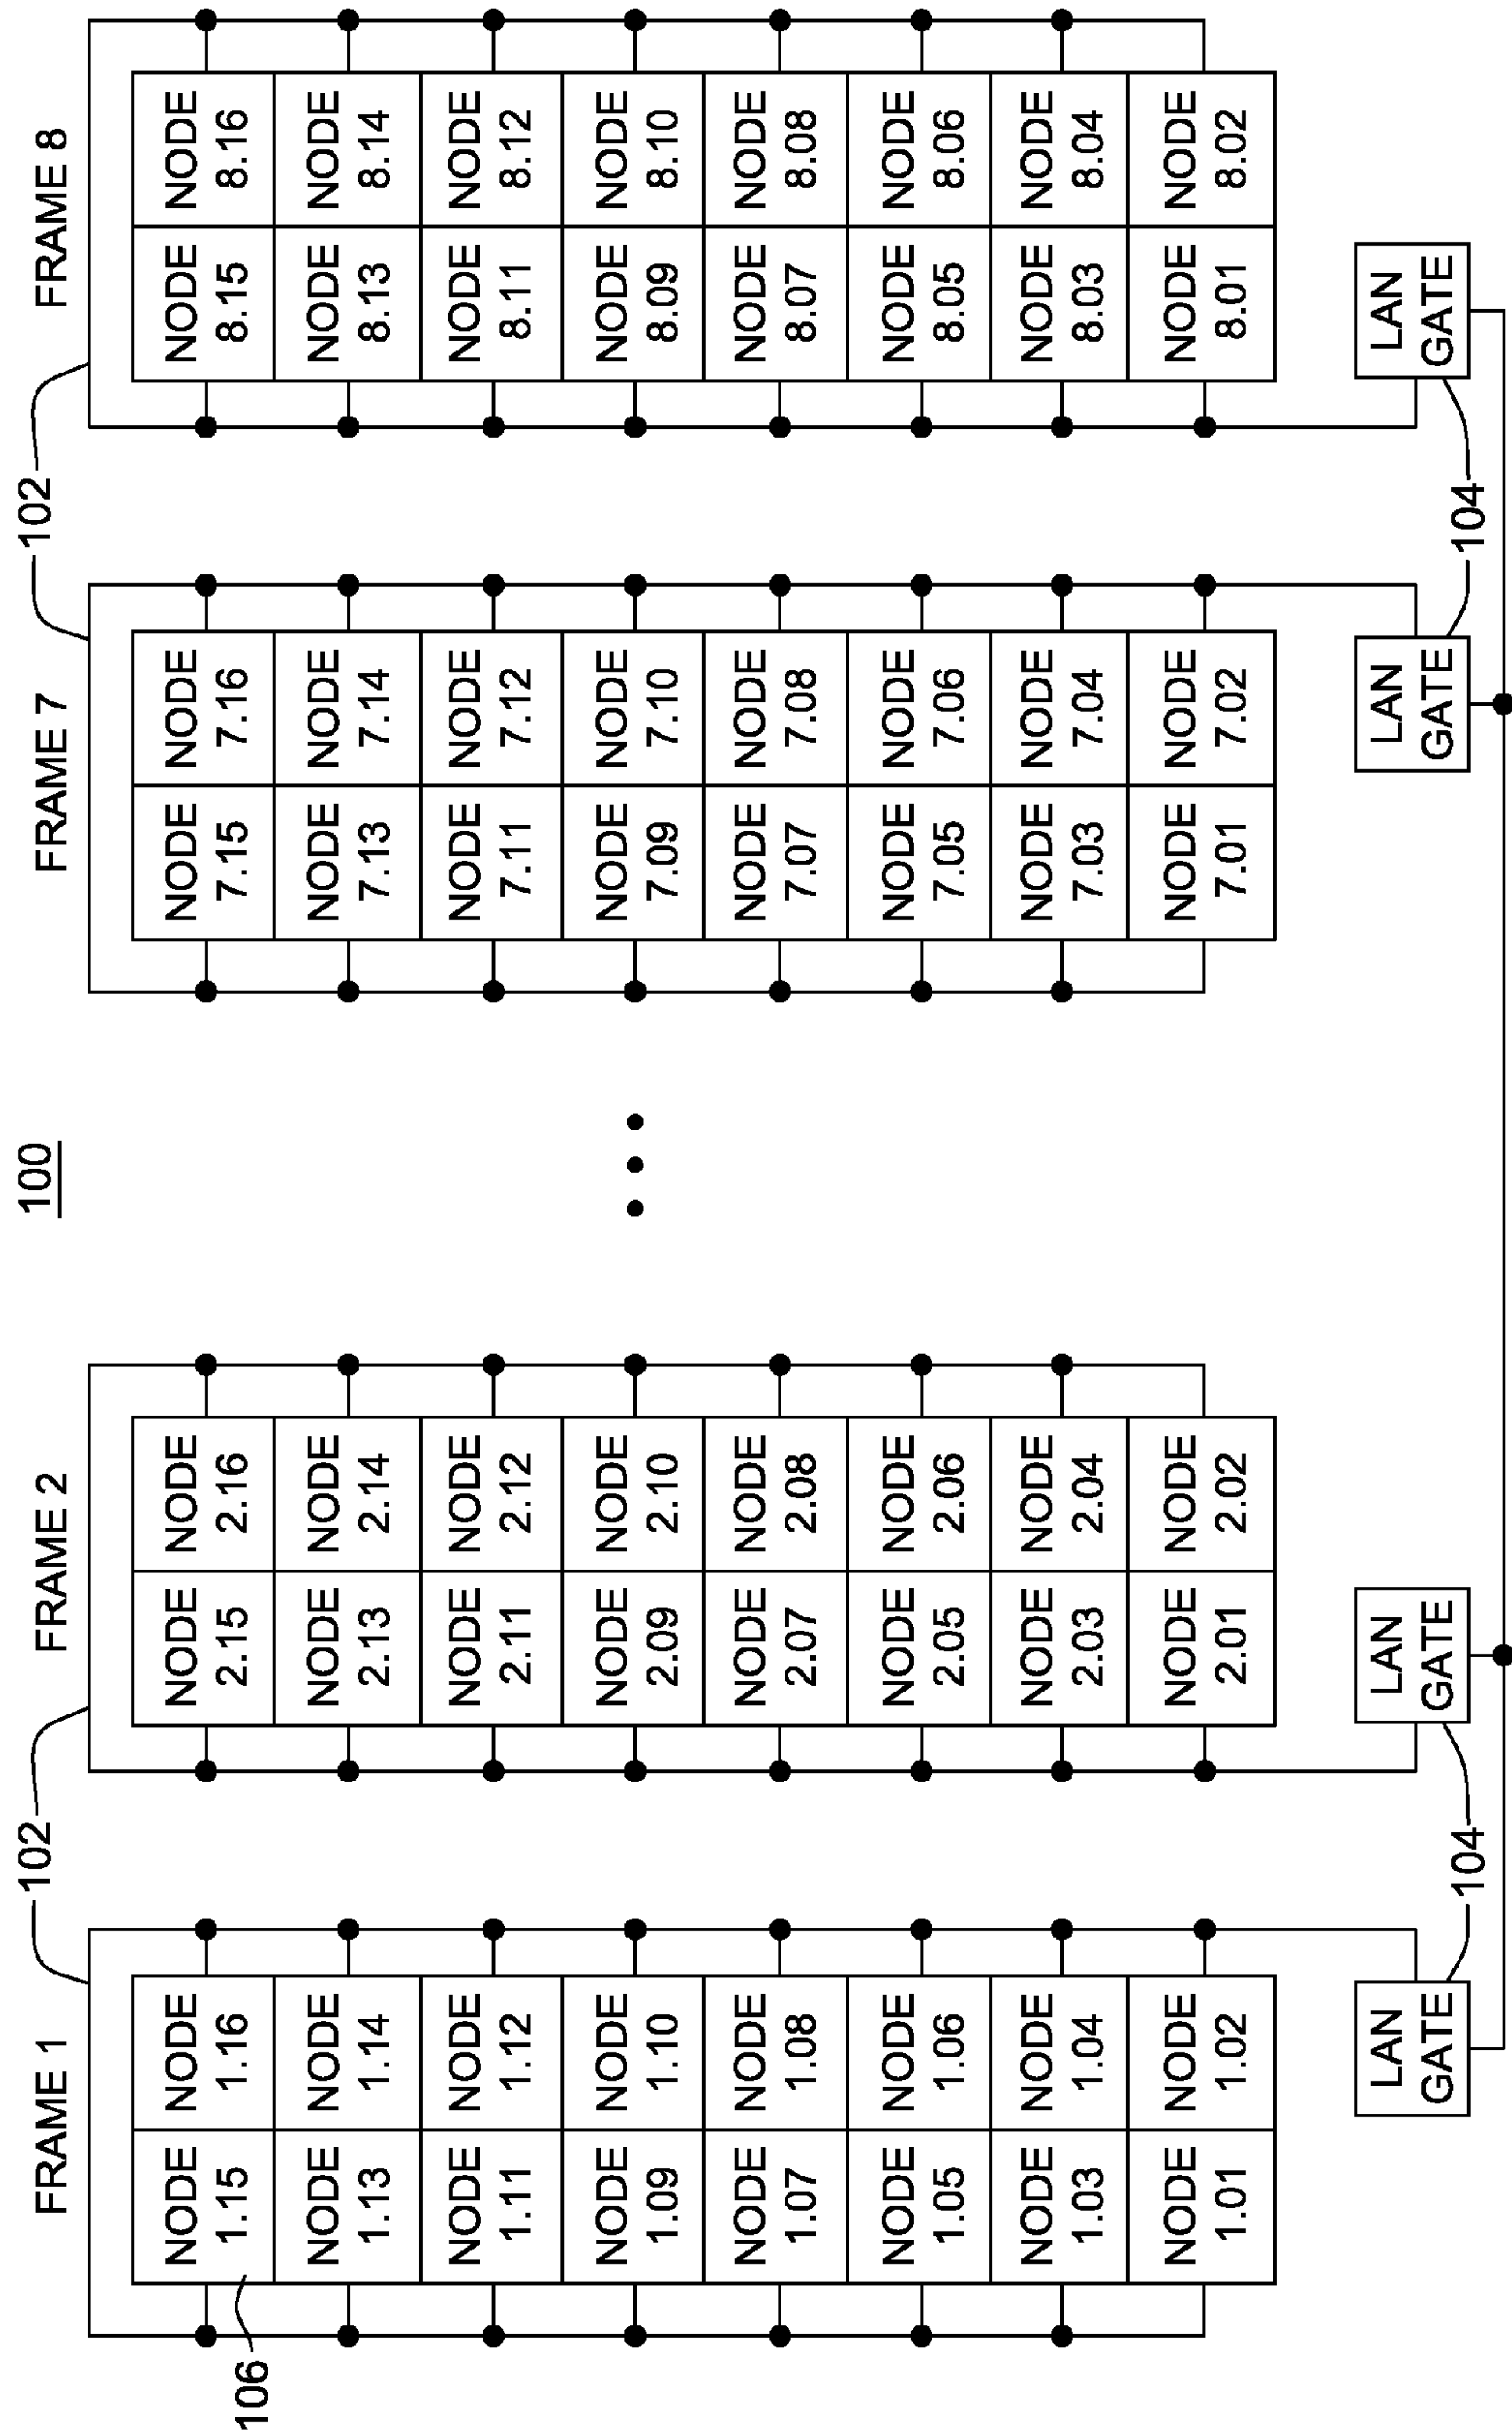 100
102
102
FRAME 1
FRAME 2
FRAME 7
FRAME 8
106
NODE
1.15
NODE
1.16
NODE
1.13
NODE
1.14
NODE
1.11
NODE
1.12
NODE
1.09
NODE
1.10
NODE
1.07
NODE
1.08
NODE
1.05
NODE
1.06
NODE
1.03
NODE
1.04
NODE
1.01
NODE
1.02
LAN
GATE
NODE
2.15
NODE
2.16
NODE
2.13
NODE
2.14
NODE
2.11
NODE
2.12
NODE
2.09
NODE
2.10
NODE
2.07
NODE
2.08
NODE
2.05
NODE
2.06
NODE
2.03
NODE
2.04
NODE
2.01
NODE
2.02
LAN
GATE
104
NODE
7.15
NODE
7.16
NODE
7.13
NODE
7.14
NODE
7.11
NODE
7.12
NODE
7.09
NODE
7.10
NODE
7.07
NODE
7.08
NODE
7.05
NODE
7.06
NODE
7.03
NODE
7.04
NODE
7.01
NODE
7.02
LAN
GATE
NODE
8.15
NODE
8.16
NODE
8.13
NODE
8.14
NODE
8.11
NODE
8.12
NODE
8.09
NODE
8.10
NODE
8.07
NODE
8.08
NODE
8.05
NODE
8.06
NODE
8.03
NODE
8.04
NODE
8.01
NODE
8.02
LAN
GATE
104